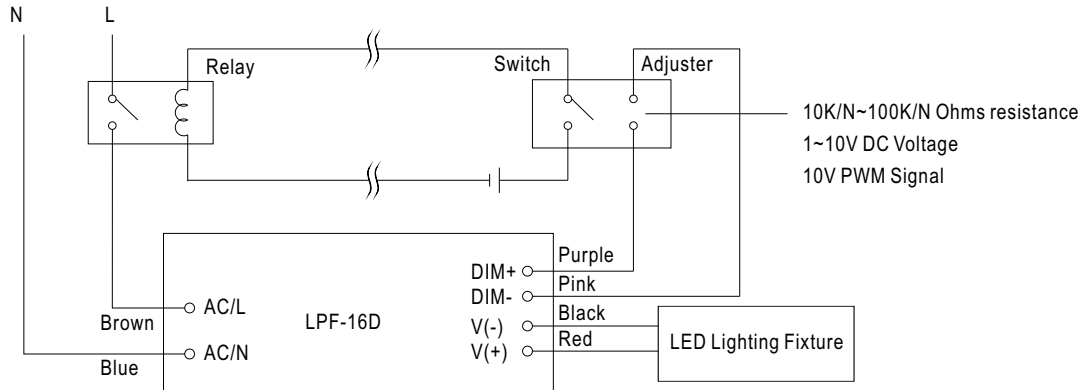 N
L
Relay
Switch
Adjuster
10K/N~100K/N Ohms resistance
1~10V DC Voltage
10V PWM Signal
Purple
DIM+
Pink
DIM-
Black
V(-)
Red
V(+)
AC/L
Brown
LPF-16D
LED Lighting Fixture
AC/N
Blue